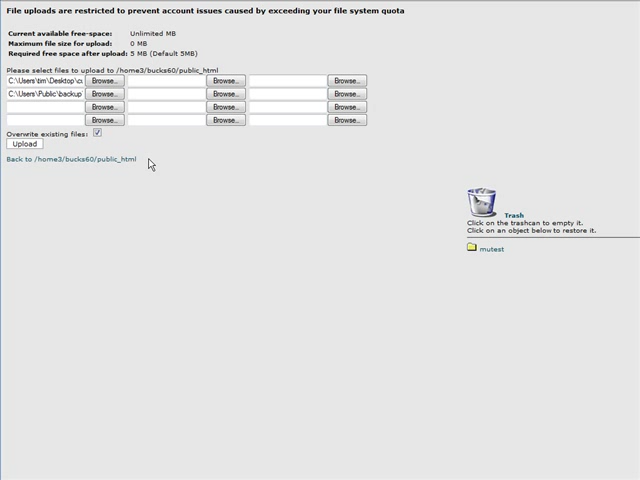 File uploads are restricted to prevent account issues caused by exceeding your file system quota
Current available free-space: Unlimited MB
Maximum file size for upload: 0 MB
Required free space after upload: 5 MB (Default 5MB)
Please select files to upload to /home3/bucks60/public_html
C:\Users\tim\Desktop\cu Browse... Browse... Browse...
C:\Users\Public\backup Browse... Browse... Browse...
Browse... Browse... Browse...
Browse... Browse... Browse...
Overwrite existing files:
Upload
Back to /home3/bucks60/public_html
Trash
Click on the trashcan to empty it.
Click on an object below to restore it.
mutest